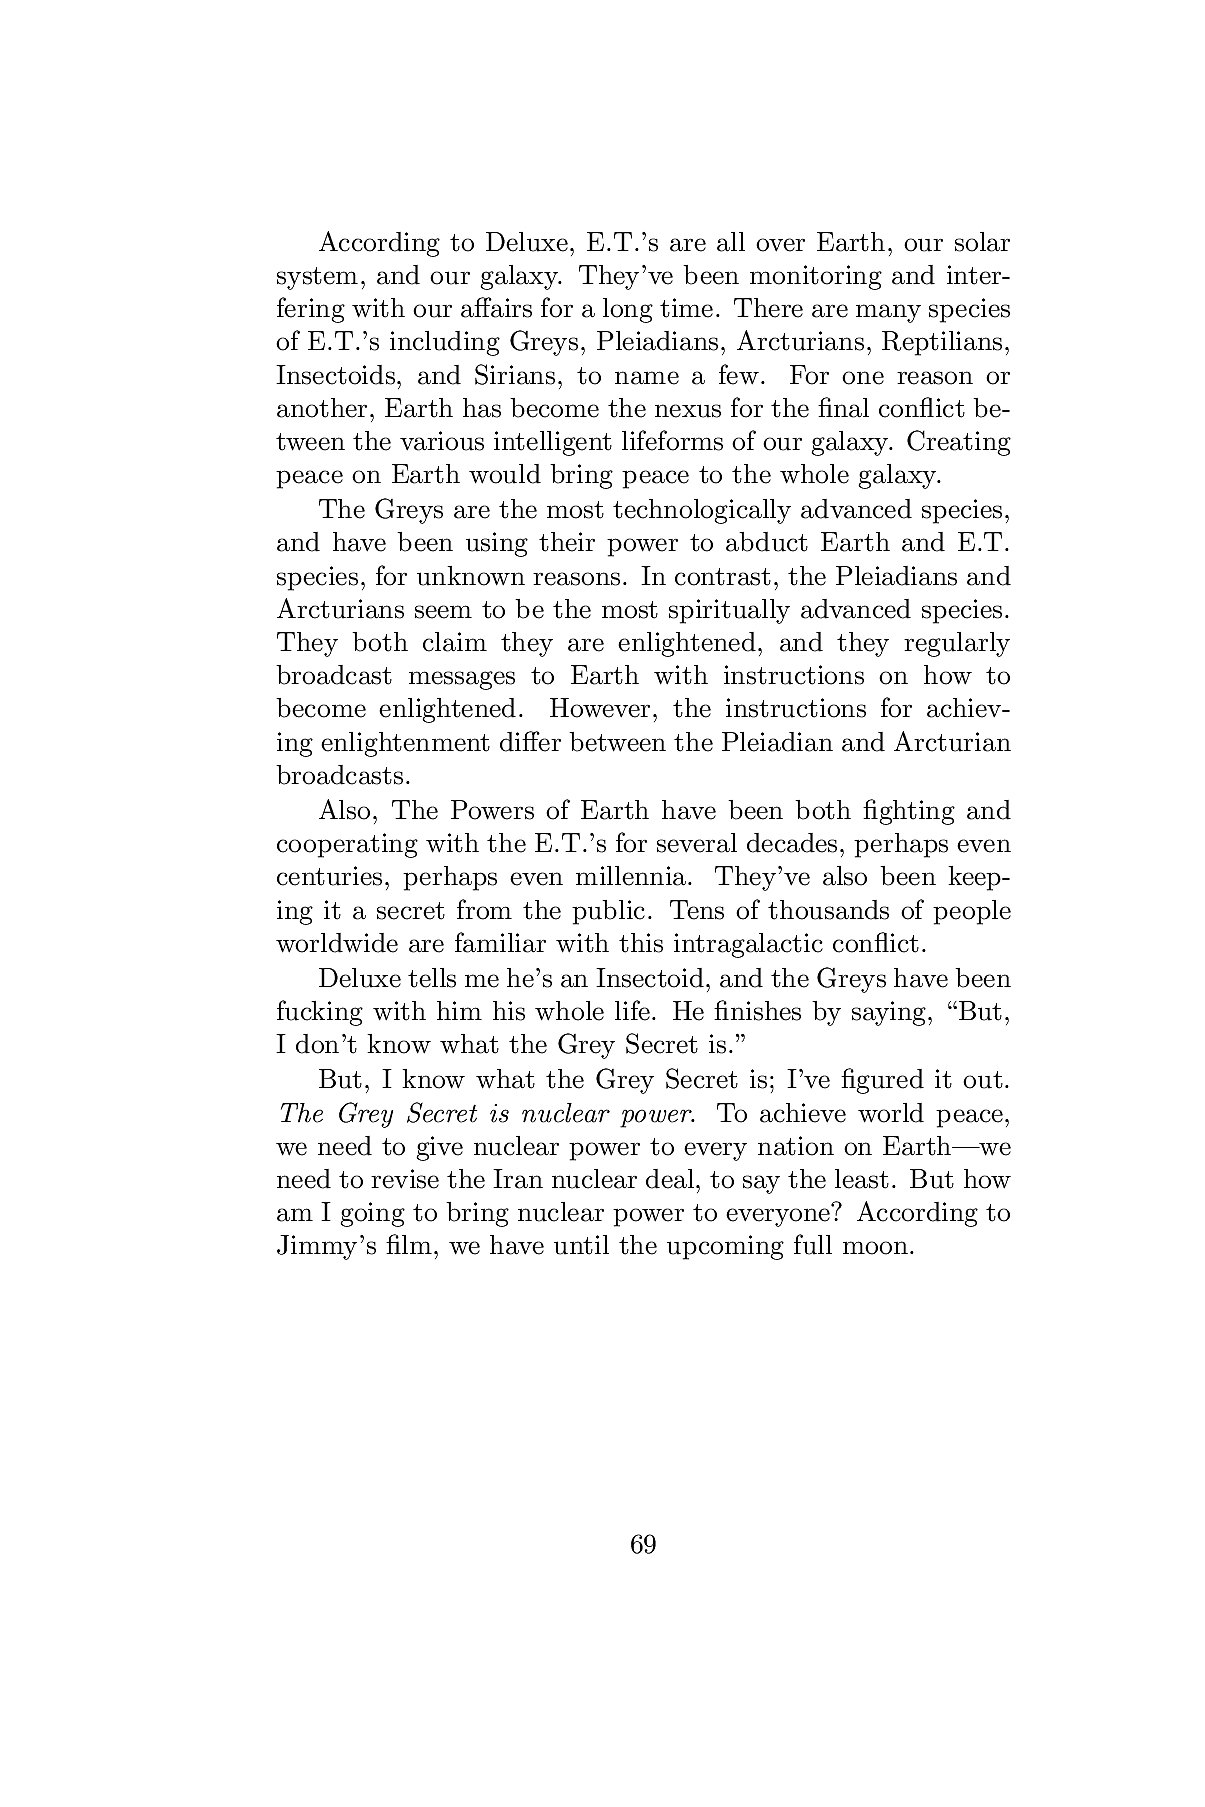 According to Deluxe, E.T.'s are all over Earth, our solar
system, and our galaxy. They've been monitoring and inter-
fering with our affairs for a long time. There are many species
of E.T.'s including Greys, Pleiadians, Arcturians, Reptilians,
Insectoids, and Sirians, to name a few. For one reason or
another, Earth has become the nexus for the final conflict be-
tween the various intelligent lifeforms of our galaxy. Creating
peace on Earth would bring peace to the whole galaxy.
The Greys are the most technologically advanced species,
and have been using their power to abduct Earth and E.T.
species, for unknown reasons. In contrast, the Pleiadians and
Arcturians seem to be the most spiritually advanced species.
They both claim they are enlightened, and they regularly
broadcast messages to Earth with instructions on how to
become enlightened. However, the instructions for achiev-
ing enlightenment differ between the Pleiadian and Arcturian
broadcasts.
Also, The Powers of Earth have been both fighting and
cooperating with the E.T.'s for several decades, perhaps even
centuries, perhaps even millennia. They've also been keep-
ing it a secret from the public. Tens of thousands of people
worldwide are familiar with this intragalactic conflict.
Deluxe tells me he's an Insectoid, and the Greys have been
fucking with him his whole life. He finishes by saying, “But,
I don't know what the Grey Secret is.”
But, I know what the Grey Secret is; I've figured it out.
The Grey Secret is nuclear power. To achieve world peace,
we need to give nuclear power to every nation on Earth—we
need to revise the Iran nuclear deal, to say the least. But how
am I going to bring nuclear power to everyone? According to
Jimmy's film, we have until the upcoming full moon.
69